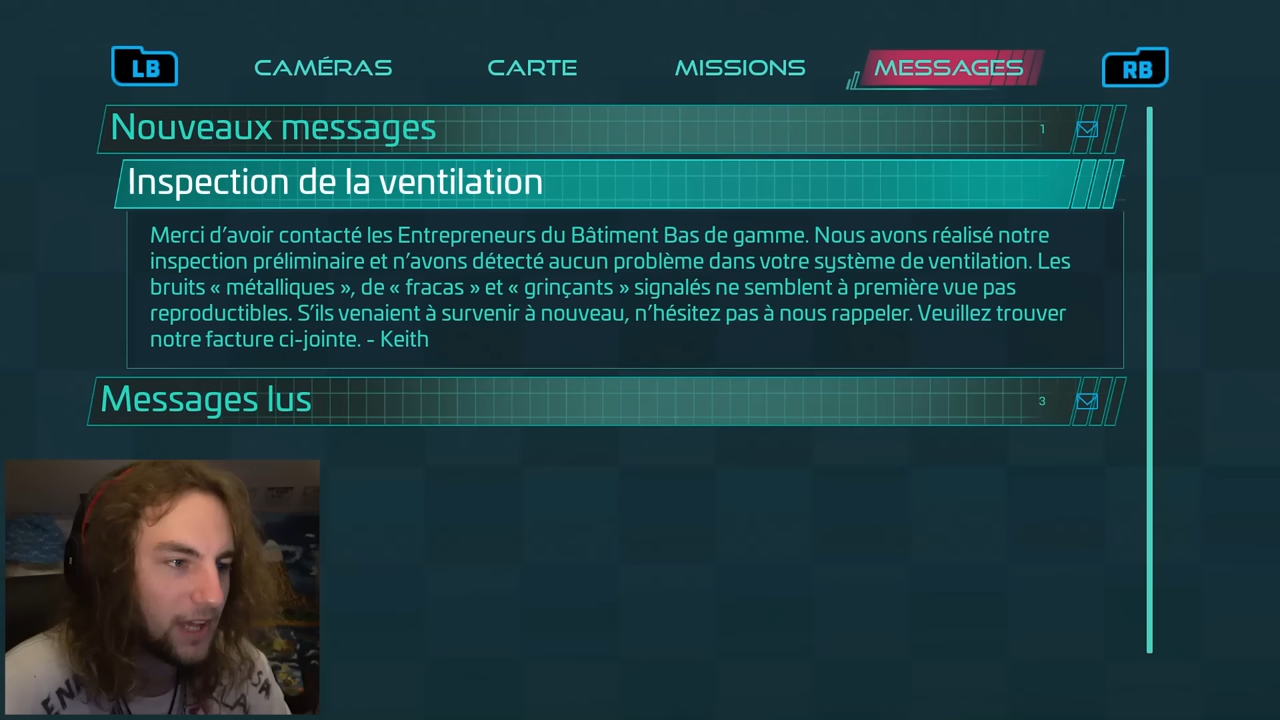 LB CAMÉRAS CARTE MISSIONS MESSAGES RB
Nouveaux messages 1
Inspection de la ventilation
Merci d’avoir contacté les Entrepreneurs du Bâtiment Bas de gamme. Nous avons réalisé notre
inspection préliminaire et n’avons détecté aucun problème dans votre système de ventilation. Les
bruits « métalliques », de « fracas » et « grinçants » signalés ne semblent à première vue pas
reproductibles. S’ils venaient à survenir à nouveau, n’hésitez pas à nous rappeler. Veuillez trouver
notre facture ci-jointe. - Keith
Messages lus 3